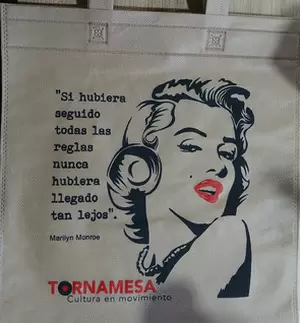 "Si hubiera
seguido
todas las
reglas
nunca
hubiera
llegado
tan lejos".
Marilyn Monroe
TORNAMESA
Cultura en movimiento